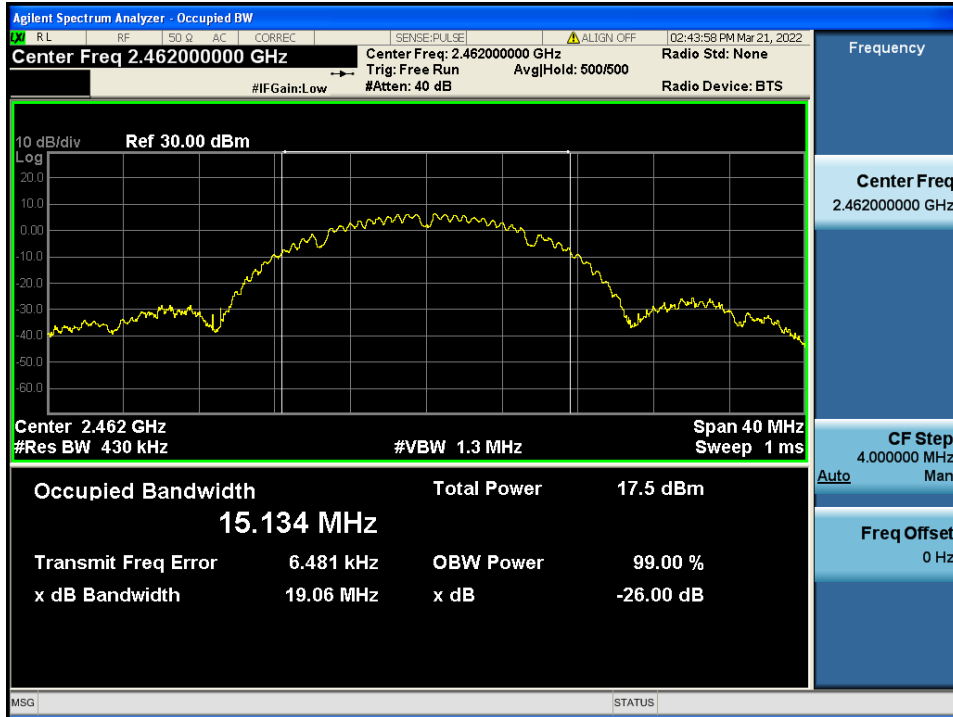 Agilent Spectrum Analyzer - Occupied BW
LXI RL RF 50 Ω AC CORREC SENSE:PULSE ALIGN OFF 02:43:58 PM Mar 21, 2022
Center Freq 2.462000000 GHz
Center Freq: 2.462000000 GHz Radio Std: None
Trig: Free Run Avg|Hold: 500/500
#IFGain:Low #Atten: 40 dB Radio Device: BTS
10 dB/div Ref 30.00 dBm
Log
20.0
10.0
0.00
-10.0
-20.0
-30.0
-40.0
-50.0
-60.0
Center 2.462 GHz Span 40 MHz
#Res BW 430 kHz #VBW 1.3 MHz Sweep 1 ms
Occupied Bandwidth Total Power 17.5 dBm
15.134 MHz
Transmit Freq Error 6.481 kHz OBW Power 99.00 %
x dB Bandwidth 19.06 MHz x dB -26.00 dB
MSG STATUS
Frequency
Center Freq
2.462000000 GHz
CF Step
4.000000 MHz
Auto Man
Freq Offset
0 Hz